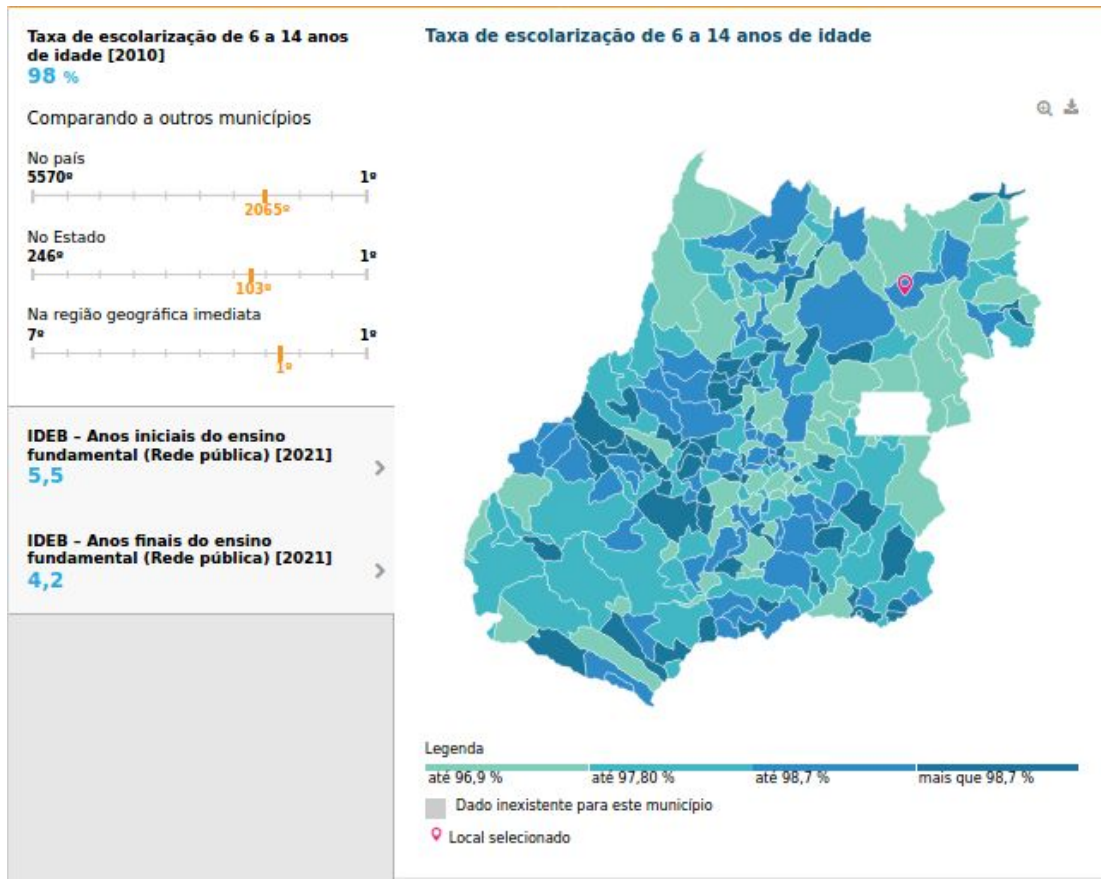 Taxa de escolarização de 6 a 14 anos
de idade [2010]
98 %
Comparando a outros municípios
No país
5570º 1º
2065º
No Estado
246º 1º
103º
Na região geográfica imediata
7º 1º
1º
IDEB – Anos iniciais do ensino
fundamental (Rede pública) [2021]
5,5
IDEB – Anos finais do ensino
fundamental (Rede pública) [2021]
4,2
Taxa de escolarização de 6 a 14 anos de idade
Legenda
até 96,9 % até 97,80 % até 98,7 % mais que 98,7 %
Dado inexistente para este município
Local selecionado